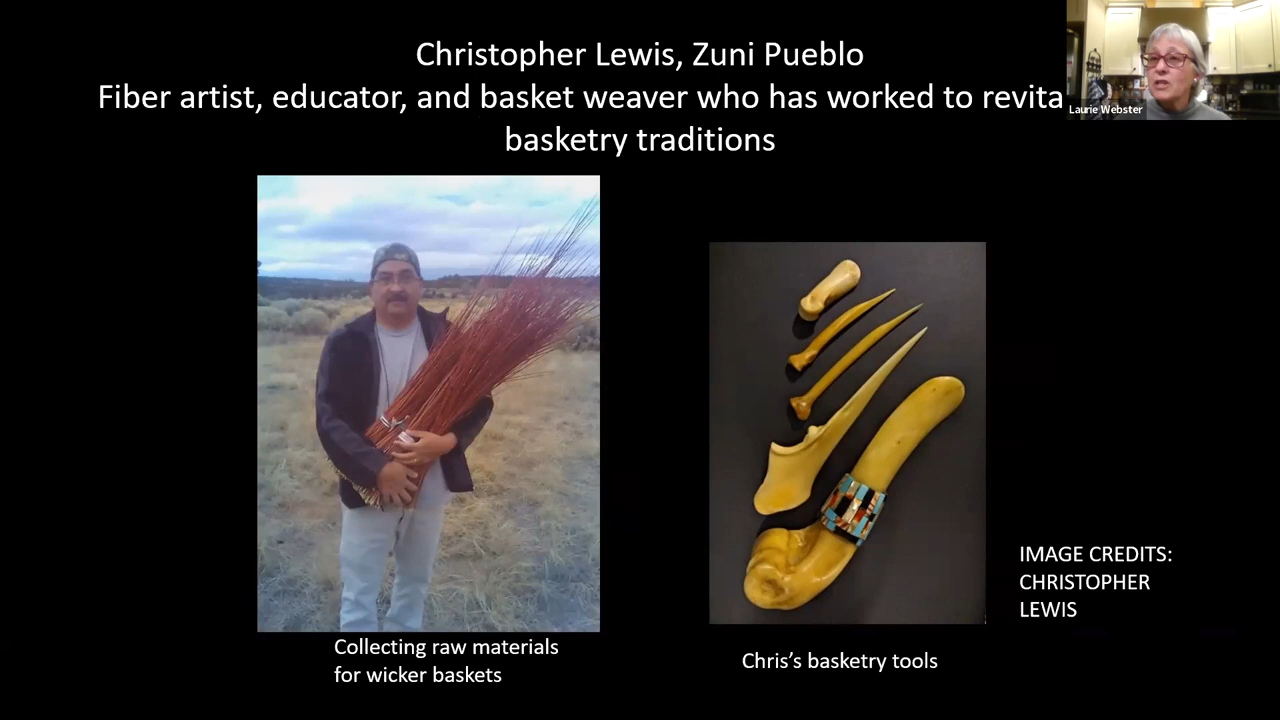 Christopher Lewis, Zuni Pueblo
Fiber artist, educator, and basket weaver who has worked to revita
basketry traditions
Laurie Webster
IMAGE CREDITS:
CHRISTOPHER
LEWIS
Collecting raw materials
for wicker baskets
Chris’s basketry tools